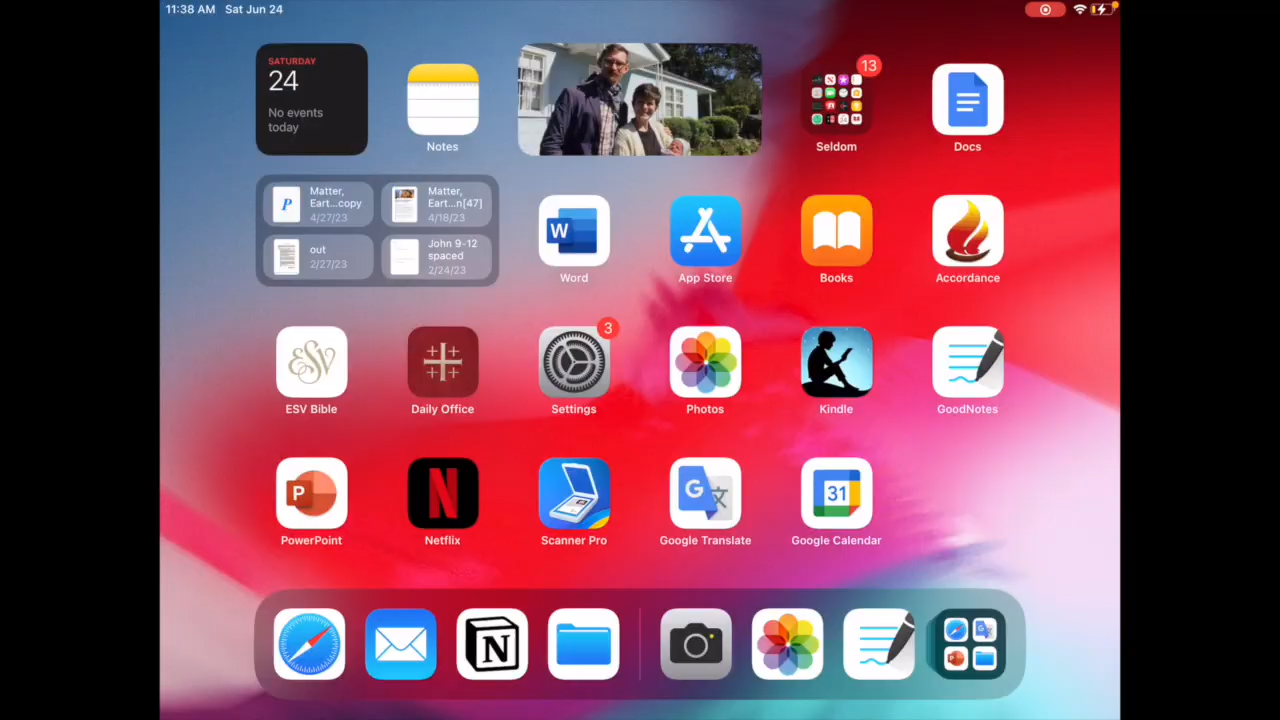 11:38 AM Sat Jun 24
SATURDAY
24
No events
today
Notes
13
Seldom
Docs
Matter,
Eart...copy
4/27/23
Matter,
Eart...n[47]
4/18/23
out
2/27/23
John 9-12
spaced
2/24/23
W
Word
App Store
Books
Accordance
ESV
ESV Bible
Daily Office
3
Settings
Photos
Kindle
GoodNotes
P
PowerPoint
N
Netflix
Scanner Pro
G
Google Translate
31
Google Calendar
N